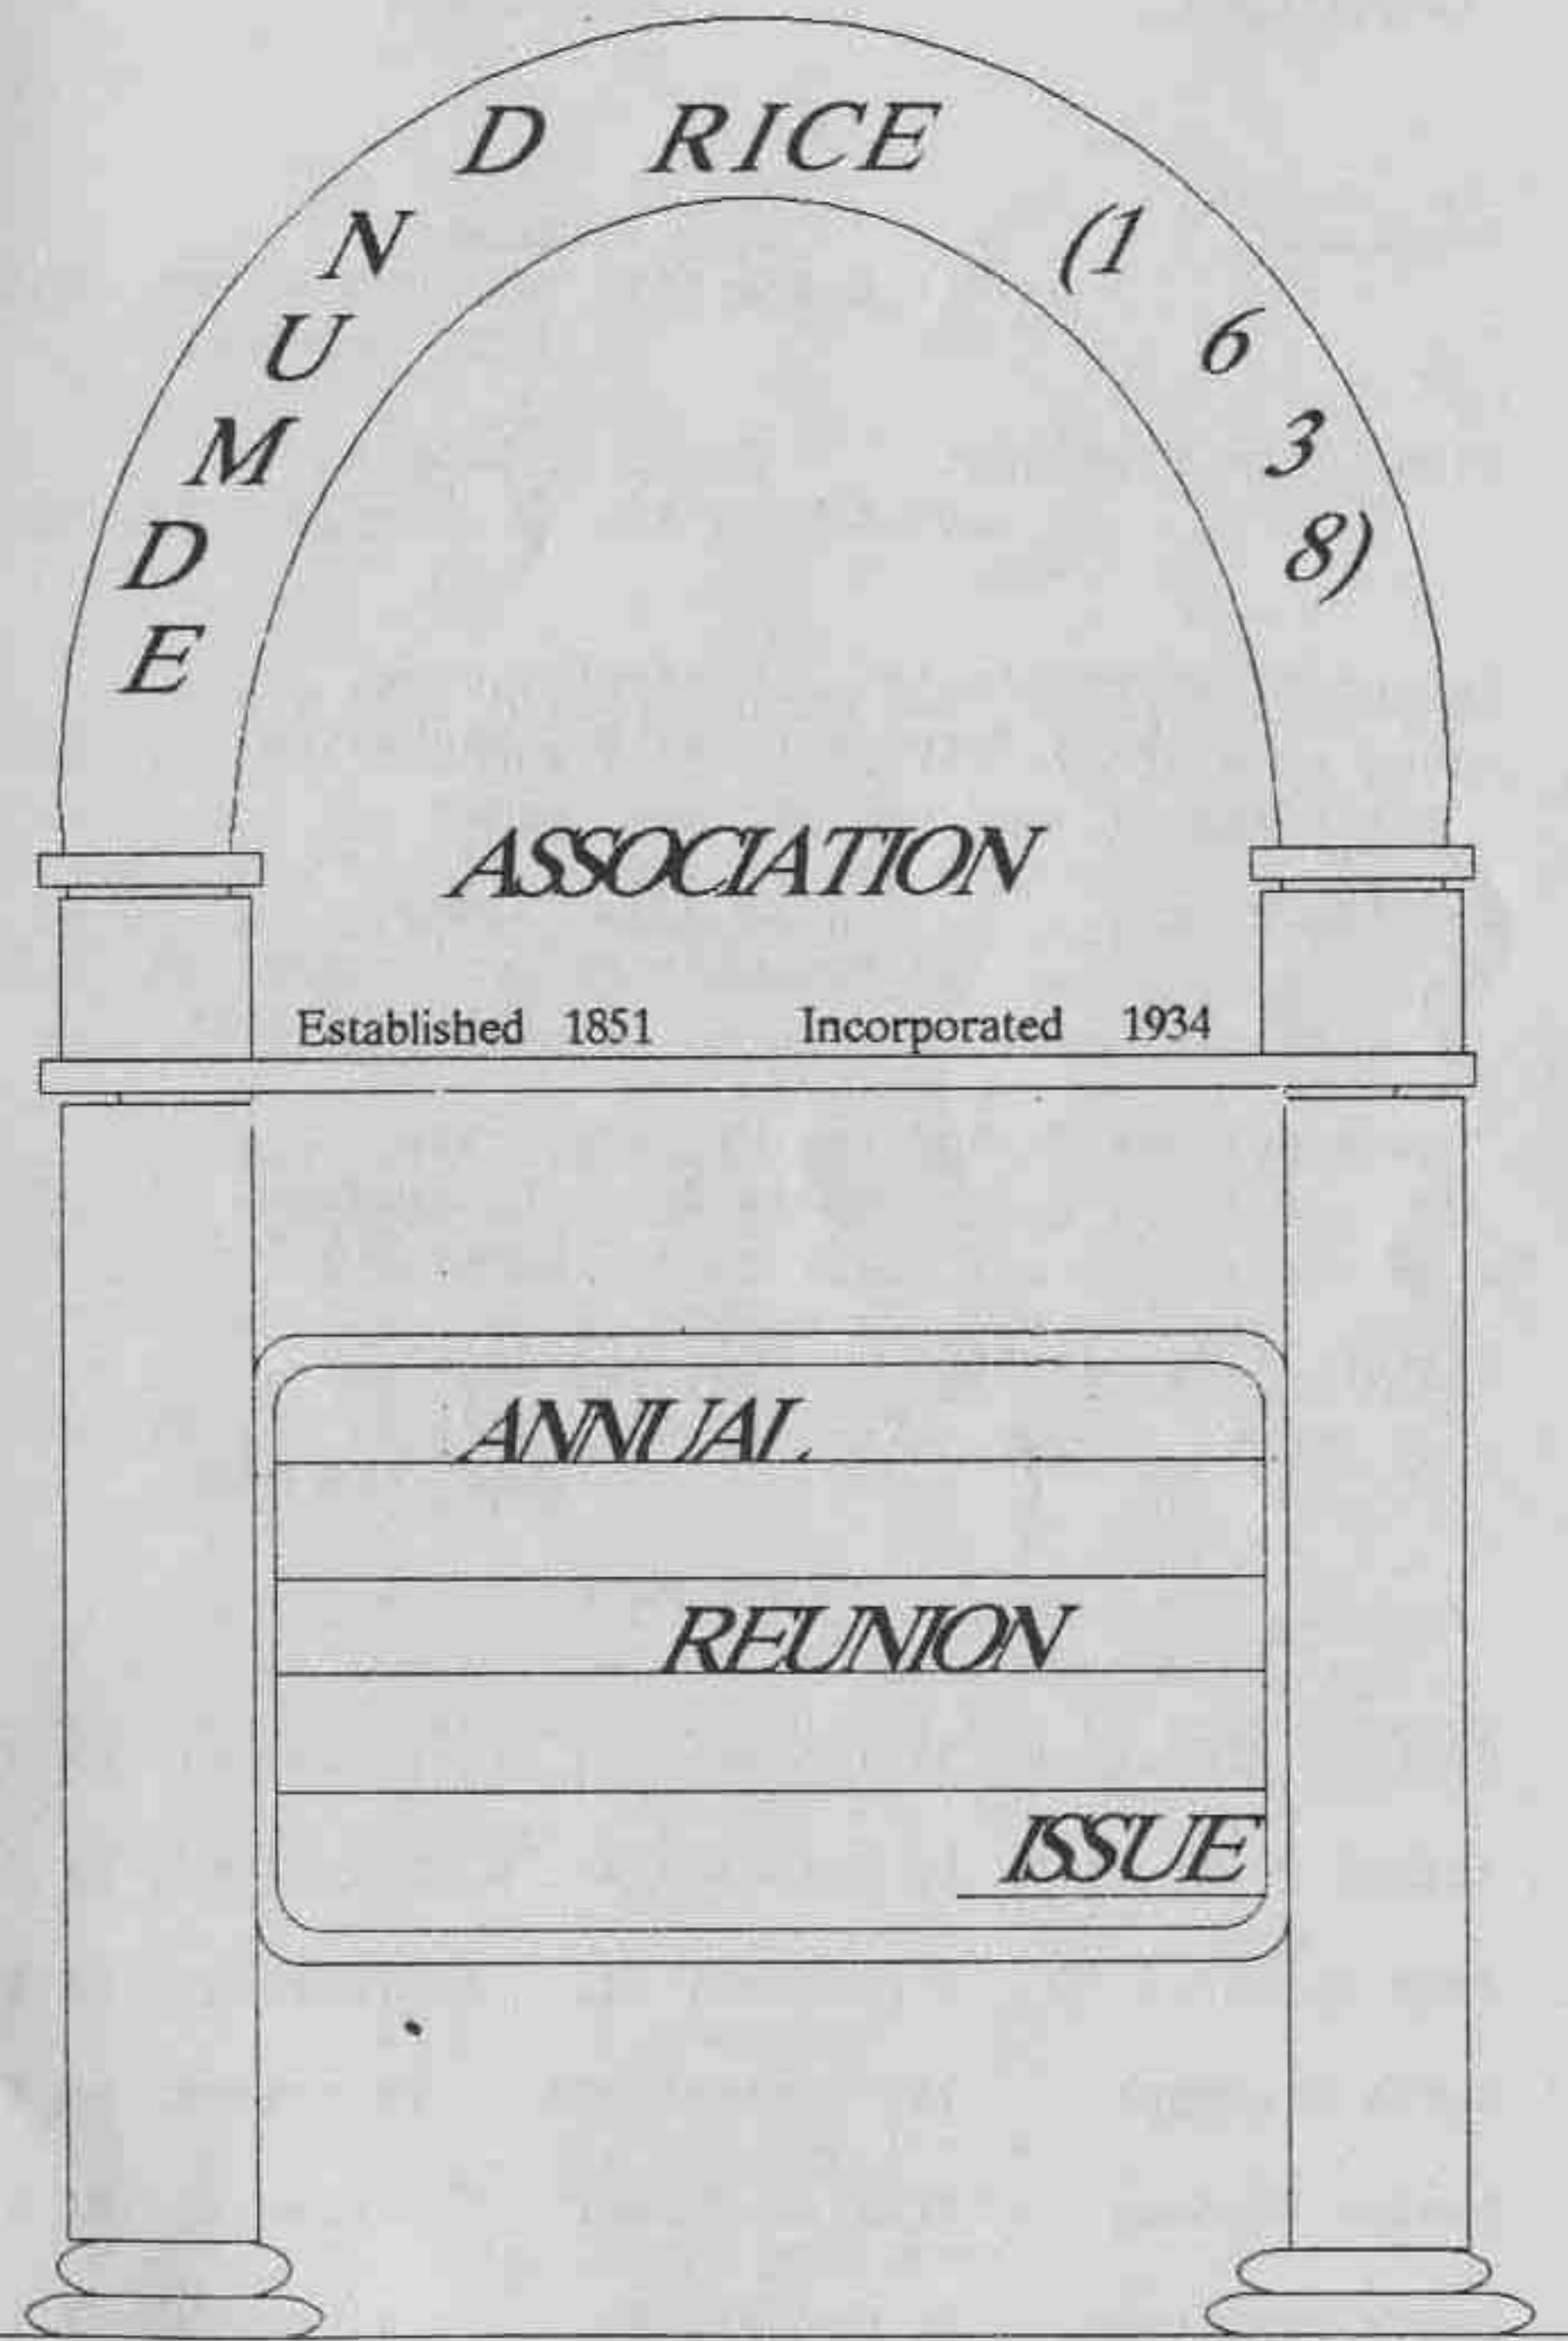 EDMUND RICE (1638)
ASSOCIATION
Established 1851 Incorporated 1934
ANNUAL
REUNION
ISSUE